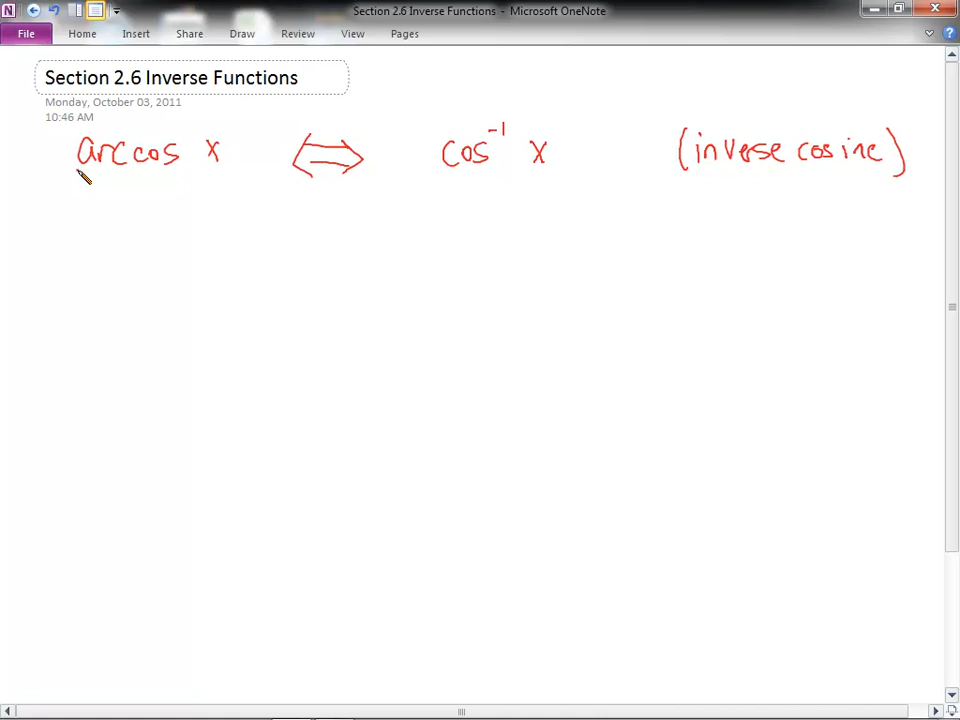 Section 2.6 Inverse Functions - Microsoft OneNote
File Home Insert Share Draw Review View Pages
Section 2.6 Inverse Functions
Monday, October 03, 2011
10:46 AM
arccos x ⇔ cos⁻¹ x (inverse cosine)